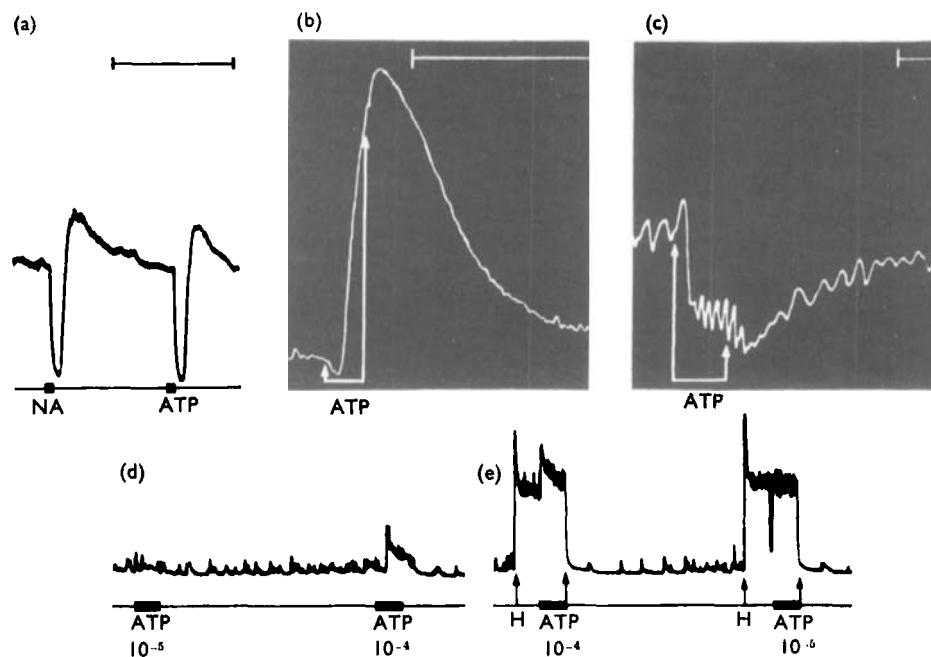 (a)
(b)
(c)
NA
ATP
ATP
ATP
(d)
(e)
ATP
ATP
H
ATP
H
ATP
10⁻⁵
10⁻⁴
10⁻⁴
10⁻⁵